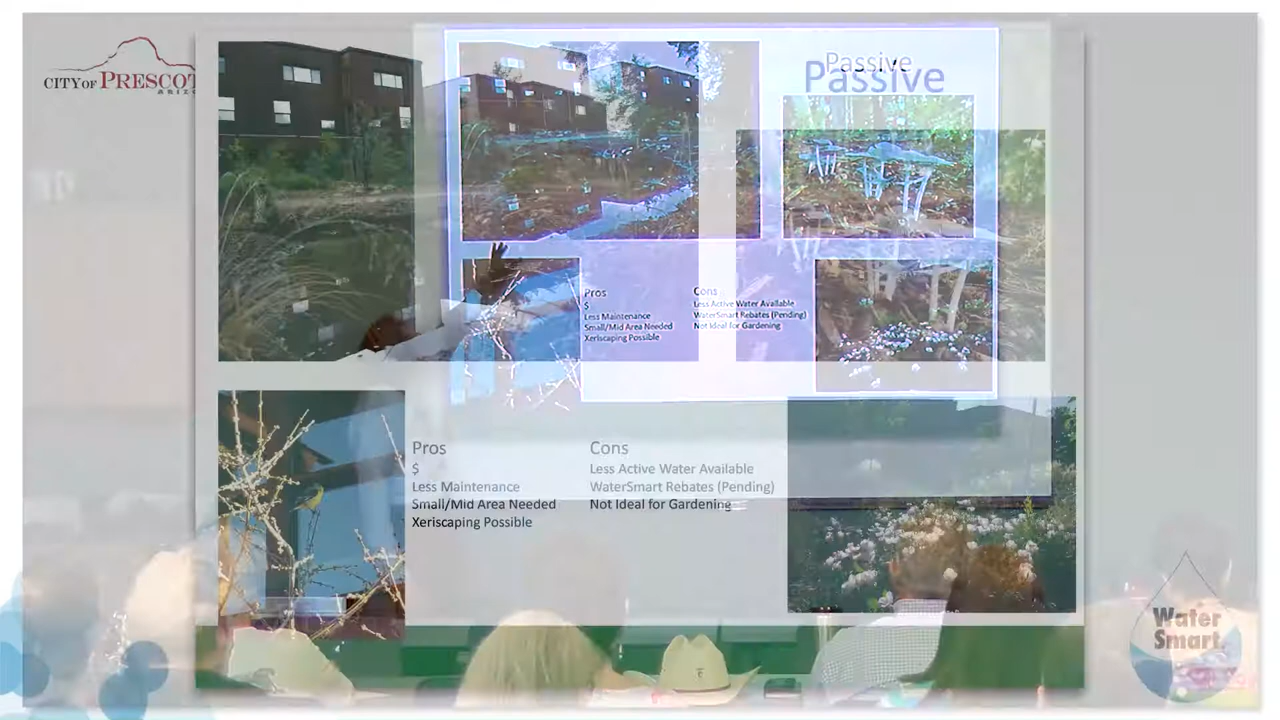 CITY OF PRESCOT
Passive
Passive
Pros
$
Less Maintenance
Small/Mid Area Needed
Xeriscaping Possible
Cons
Less Active Water Available
WaterSmart Rebates (Pending)
Not Ideal for Gardening
Pros
$
Less Maintenance
Small/Mid Area Needed
Xeriscaping Possible
Cons
Less Active Water Available
WaterSmart Rebates (Pending)
Not Ideal for Gardening
Water
Smart